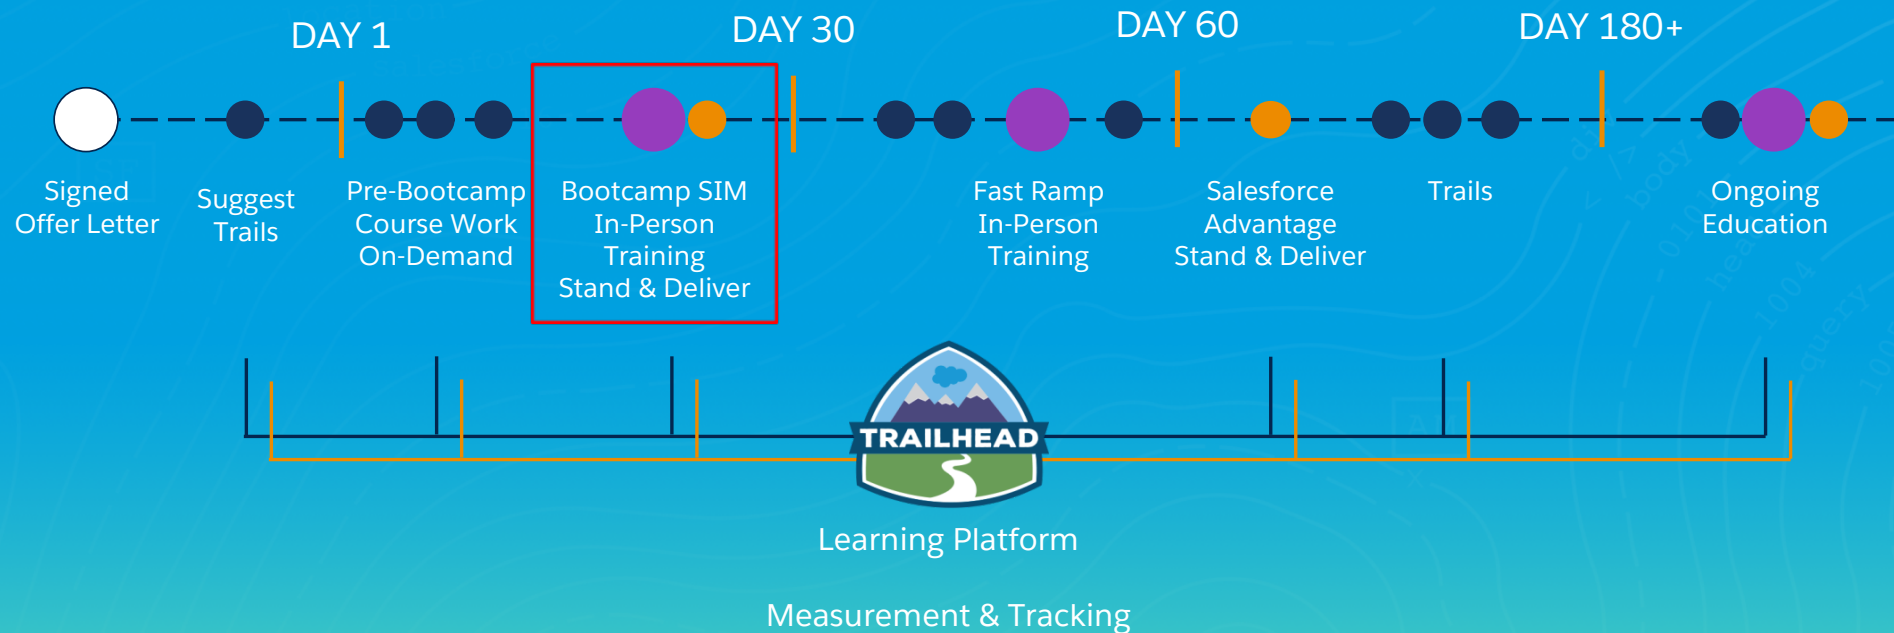 DAY 1
DAY 30
DAY 60
DAY 180+
Signed
Offer Letter
Suggest
Trails
Pre-Bootcamp
Course Work
On-Demand
Bootcamp SIM
In-Person
Training
Stand & Deliver
Fast Ramp
In-Person
Training
Salesforce
Advantage
Stand & Deliver
Trails
Ongoing
Education
TRAILHEAD
Learning Platform
Measurement & Tracking